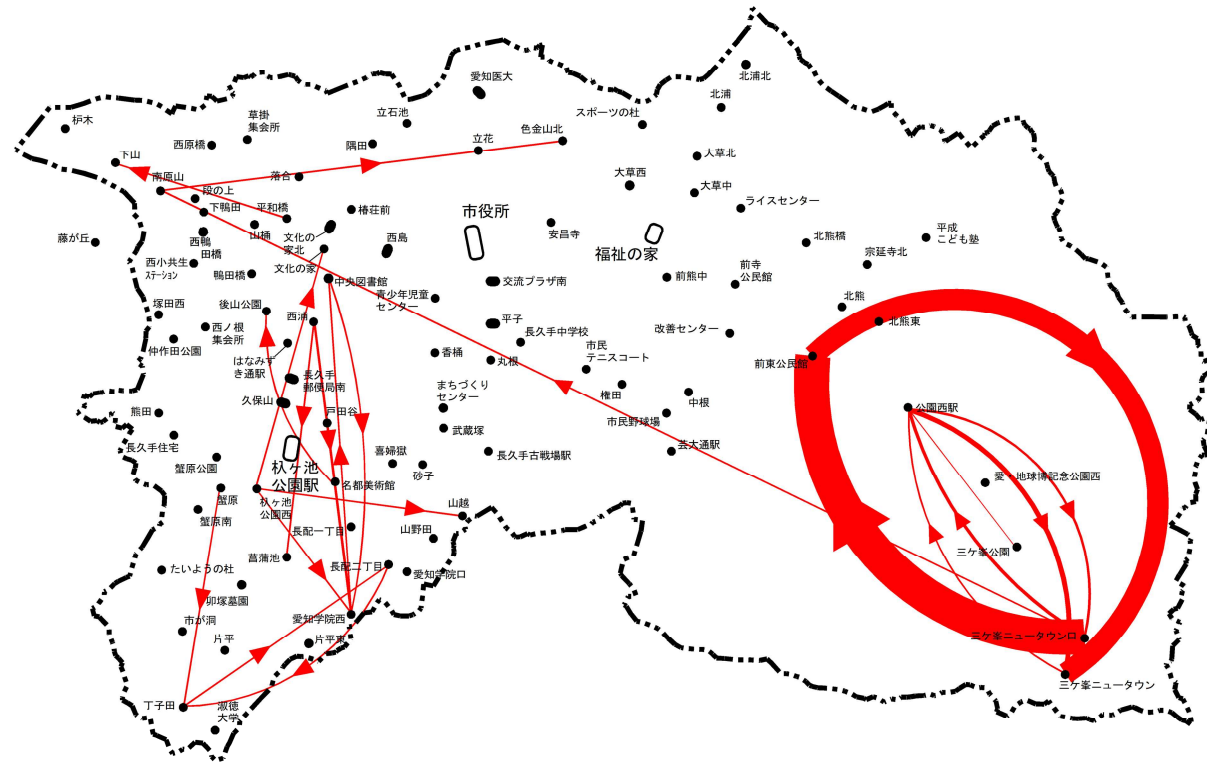 愛知医大
北浦北
北浦
スポーツの杜
立石池
草掛
集会所
枦木
西原橋
隅田
立花
色金山北
人草北
下山
南原山
段の上
落合
大草西
大草中
ライスセンター
下鴨田
平和橋
椿荘前
市役所
山桶
文化の
家北
西島
安昌寺
福祉の家
藤が丘
西鴨
田橋
北熊橋
平成
こども塾
宗延寺北
西小共生
ステーション
鴨田橋
文化の家
中央図書館
交流プラザ南
前熊中
前寺
公民館
青少年児童
センター
塚田西
後山公園
西浦
北熊
北熊東
西ノ根
集会所
平子
長久手中学校
改善センター
仲作田公園
はなみず
き通駅
香桶
丸根
市民
テニスコート
前東公民館
長久手
郵便局南
まちづくり
センター
権田
中根
久保山
熊田
戸田谷
武蔵塚
市民野球場
公園西駅
長久手住宅
杁ヶ池
公園駅
喜婦嶽
砂子
長久手古戦場駅
芸大通駅
蟹原公園
愛・地球博記念公園西
蟹原
杁ヶ池
公園西
名都美術館
山越
蟹原南
長配一丁目
山野田
三ケ峯公園
菖蒲池
長配二丁目
愛知学院口
たいようの杜
卯塚墓園
愛知学院西
市が洞
片平
片平東
三ケ峯ニュータウン口
三ケ峯ニュータウン
丁子田
淑徳
大学